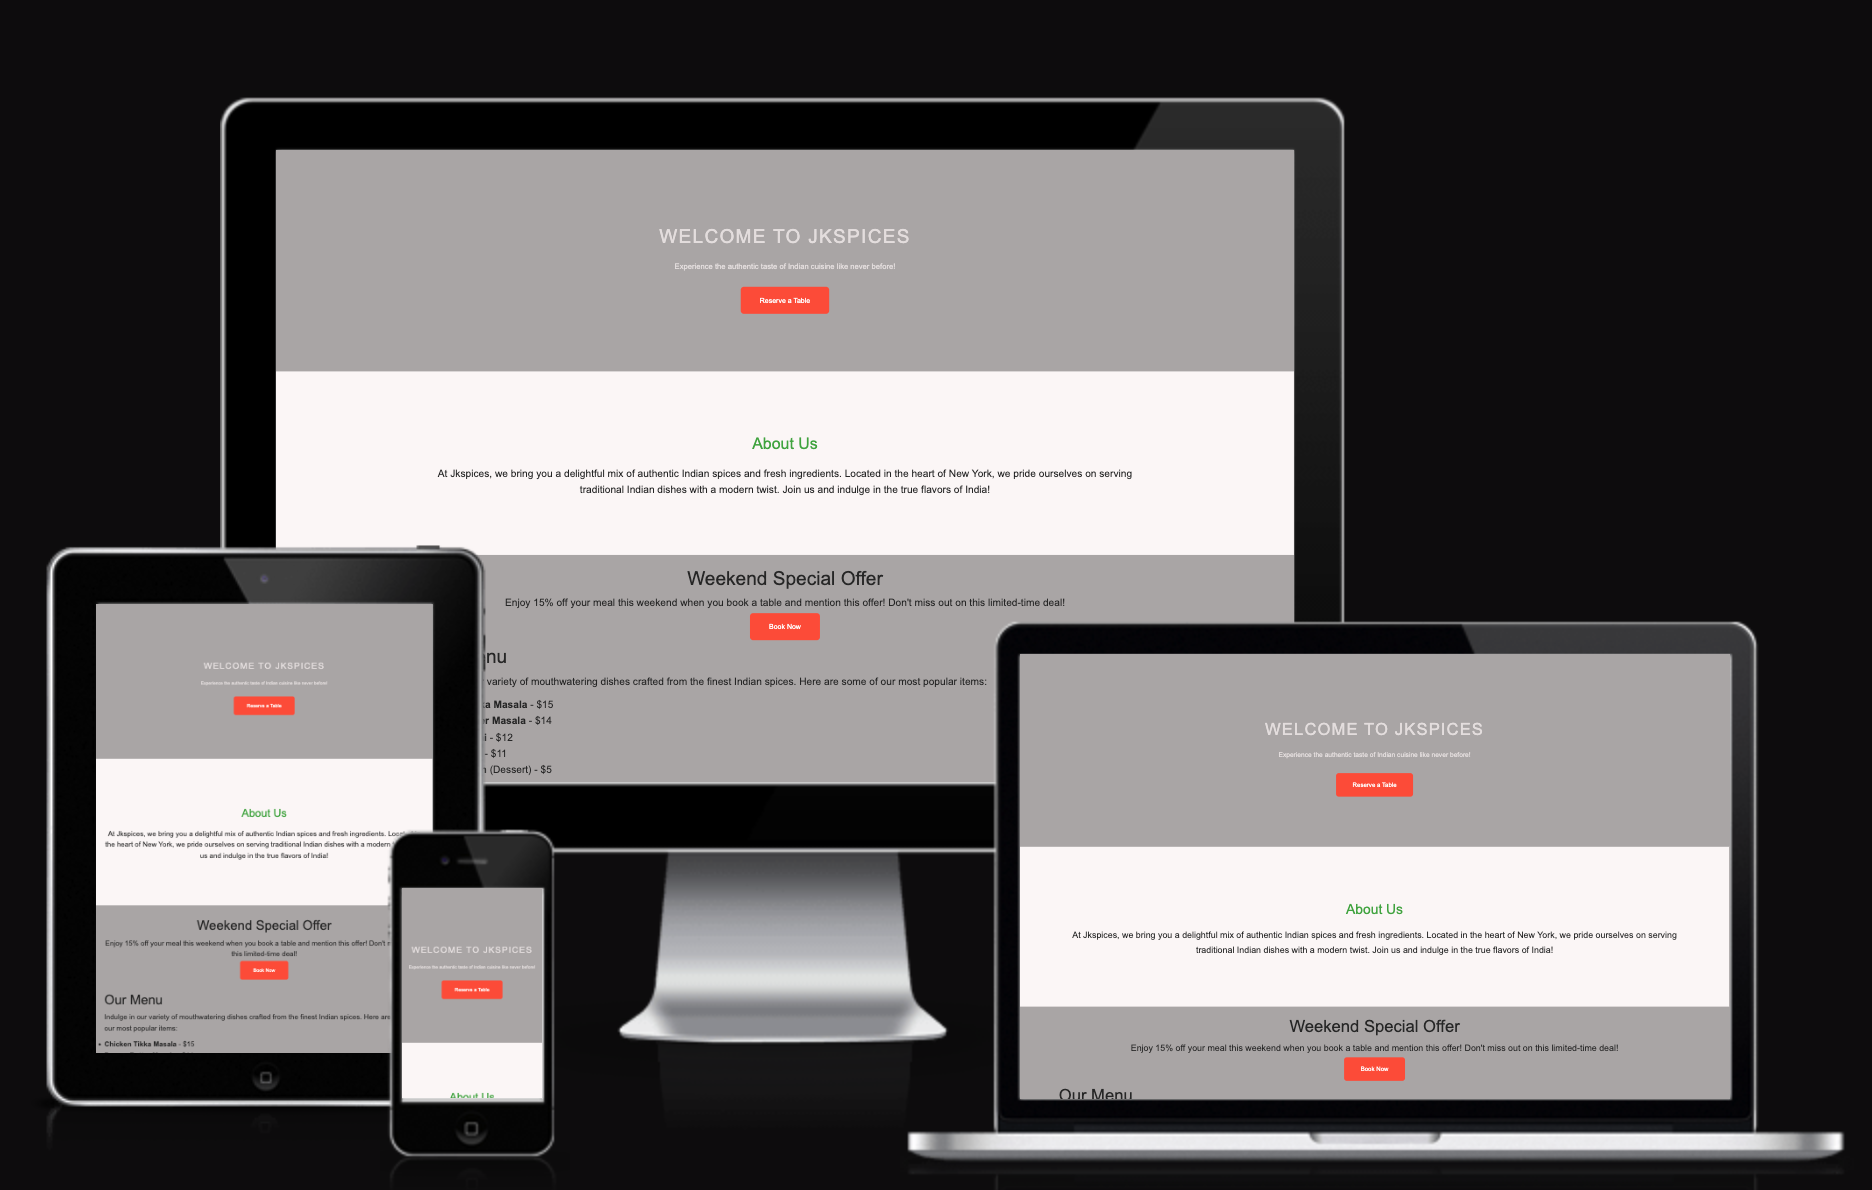 WELCOME TO JKSPICES
Experience the authentic taste of Indian cuisine like never before!
Reserve a Table
About Us
At Jkspices, we bring you a delightful mix of authentic Indian spices and fresh ingredients. Located in the heart of New York, we pride ourselves on serving
traditional Indian dishes with a modern twist. Join us and indulge in the true flavors of India!
Weekend Special Offer
Enjoy 15% off your meal this weekend when you book a table and mention this offer! Don't miss out on this limited-time deal!
Book Now
nu
variety of mouthwatering dishes crafted from the finest Indian spices. Here are some of our most popular items:
a Masala - $15
r Masala - $14
i - $12
- $11
(Dessert) - $5
WELCOME TO JKSPICES
Experience the authentic taste of Indian cuisine like never before!
Reserve a Table
About Us
At Jkspices, we bring you a delightful mix of authentic Indian spices and fresh ingredients.
the heart of New York, we pride ourselves on serving traditional Indian dishes with a modern
us and indulge in the true flavors of India!
Weekend Special Offer
Enjoy 15% off your meal this weekend when you book a table and mention this offer! Don't
this limited-time deal!
Book Now
Our Menu
Indulge in our variety of mouthwatering dishes crafted from the finest Indian spices. Here are
our most popular items:
• Chicken Tikka Masala - $15
WELCOME TO JKSPICES
Experience the authentic taste of Indian cuisine like never before!
Reserve a Table
About Us
WELCOME TO JKSPICES
Experience the authentic taste of Indian cuisine like never before!
Reserve a Table
About Us
At Jkspices, we bring you a delightful mix of authentic Indian spices and fresh ingredients. Located in the heart of New York, we pride ourselves on serving
traditional Indian dishes with a modern twist. Join us and indulge in the true flavors of India!
Weekend Special Offer
Enjoy 15% off your meal this weekend when you book a table and mention this offer! Don't miss out on this limited-time deal!
Book Now
Our Menu